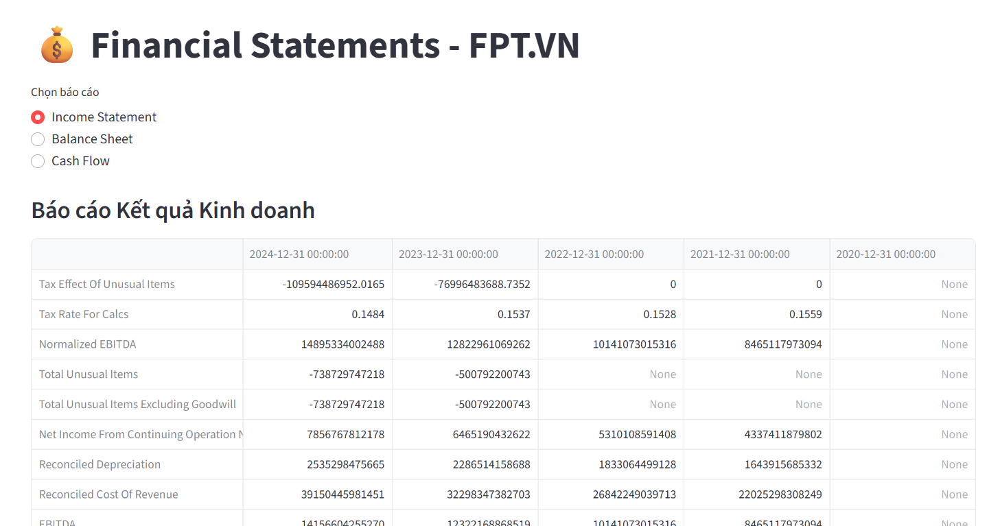 Financial Statements - FPT.VN
Chọn báo cáo
Income Statement
Balance Sheet
Cash Flow
Báo cáo Kết quả Kinh doanh
2024-12-31 00:00:00 2023-12-31 00:00:00 2022-12-31 00:00:00 2021-12-31 00:00:00 2020-12-31 00:00:00
Tax Effect Of Unusual Items -109594486952.0165 -76996483688.7352 0 0 None
Tax Rate For Calcs 0.1484 0.1537 0.1528 0.1559 None
Normalized EBITDA 14895334002488 12822961069262 10141073015316 8465117973094 None
Total Unusual Items -738729747218 -500792200743 None None None
Total Unusual Items Excluding Goodwill -738729747218 -500792200743 None None None
Net Income From Continuing Operation N 7856767812178 6465190432622 5310108591408 4337411879802 None
Reconciled Depreciation 2535298475665 2286514158688 1833064499128 1643915685332 None
Reconciled Cost Of Revenue 39150445981451 32298347382703 26842249039713 22025298308249 None
EBITDA 14156604255270 12322168868519 10141073015316 8465117973094 None